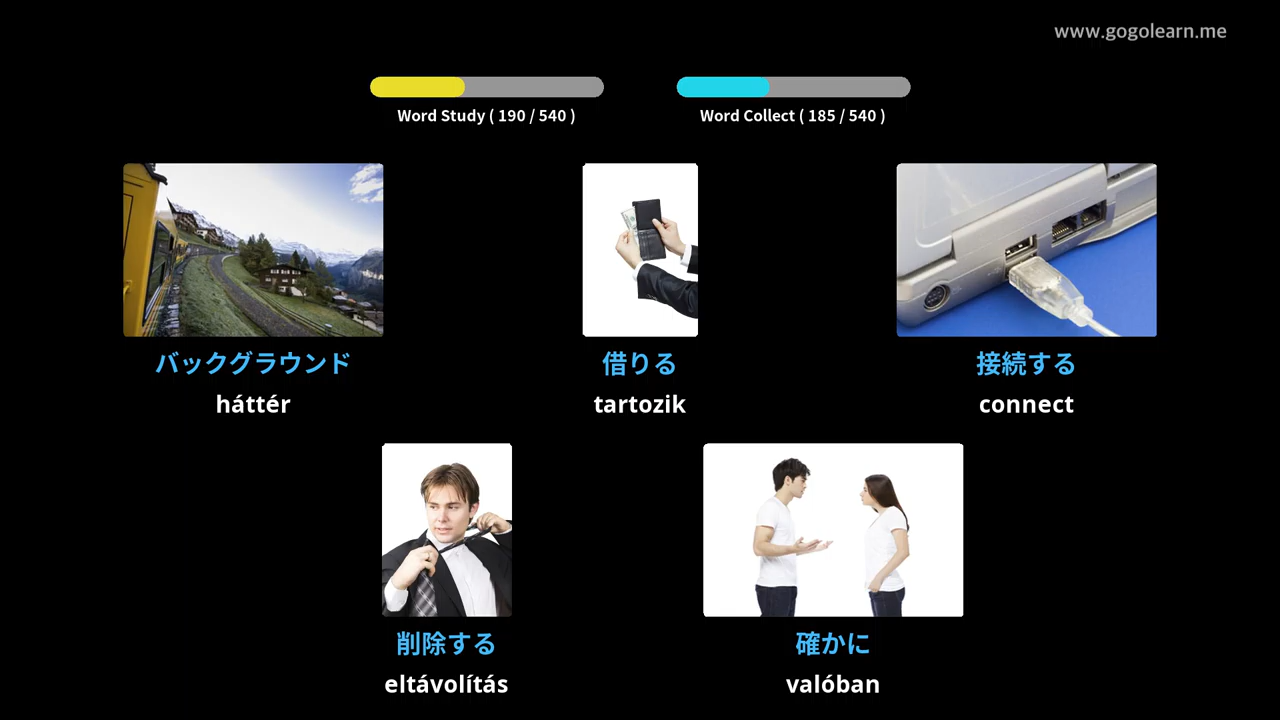 www.gogolearn.me
Word Study ( 190 / 540 )
Word Collect ( 185 / 540 )
バックグラウンド
háttér
借りる
tartozik
接続する
connect
削除する
eltávolítás
確かに
valóban